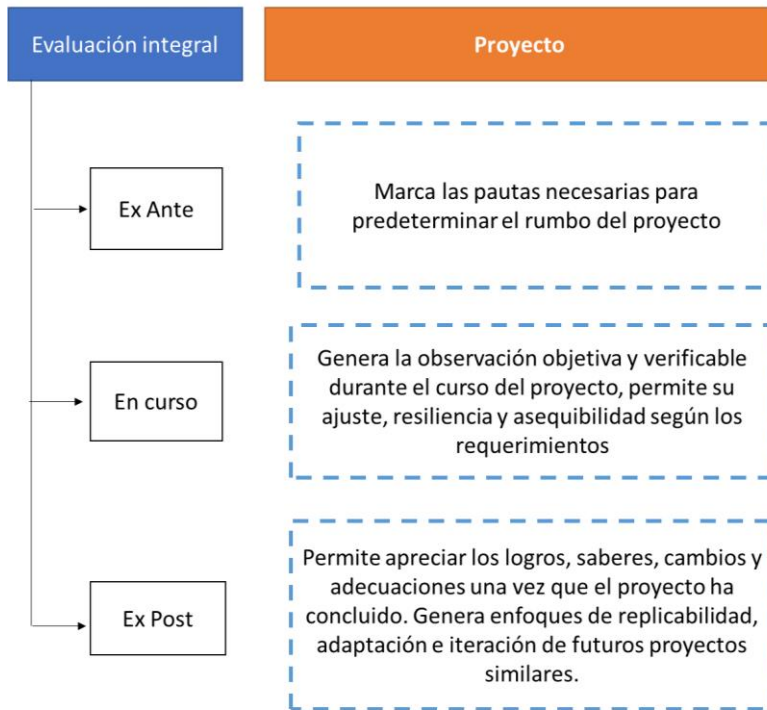 Evaluación integral
Proyecto
Ex Ante
Marca las pautas necesarias para
predeterminar el rumbo del proyecto
En curso
Genera la observación objetiva y verificable
durante el curso del proyecto, permite su
ajuste, resiliencia y asequibilidad según los
requerimientos
Ex Post
Permite apreciar los logros, saberes, cambios y
adecuaciones una vez que el proyecto ha
concluido. Genera enfoques de replicabilidad,
adaptación e iteración de futuros proyectos
similares.